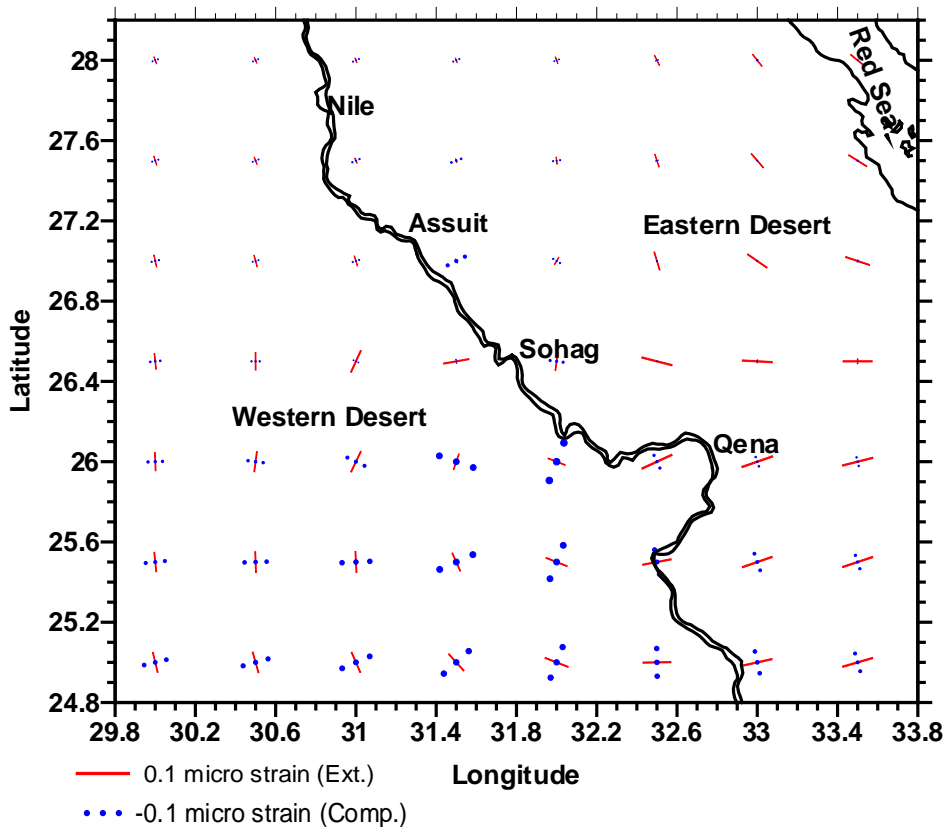 28
Red Sea
Nile
27.6
27.2
Assuit
Eastern Desert
26.8
Latitude
Sohag
26.4
Western Desert
Qena
26
25.6
25.2
24.8
29.8 30.2 30.6 31 31.4 31.8 32.2 32.6 33 33.4 33.8
0.1 micro strain (Ext.)
Longitude
-0.1 micro strain (Comp.)